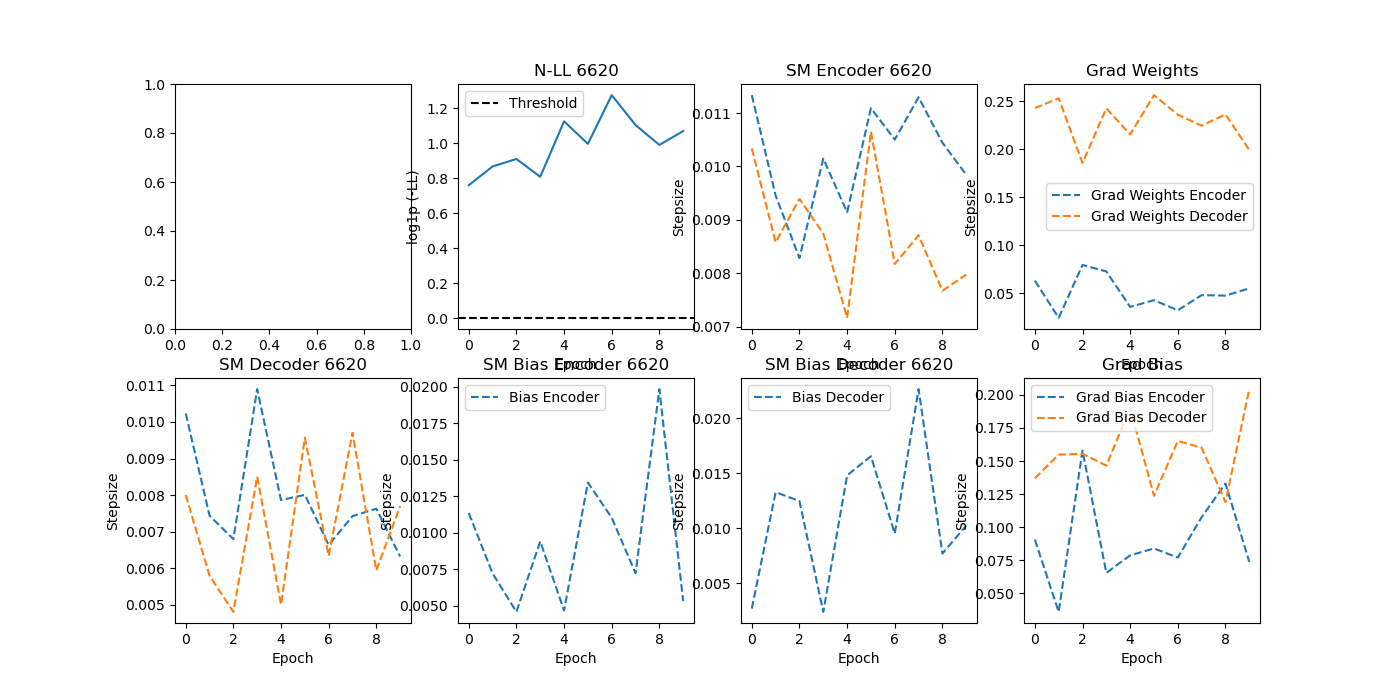 N-LL 6620
SM Encoder 6620
Grad Weights
1.0
0.8
0.6
0.4
0.2
0.0
0.0 0.2 0.4 0.6 0.8 1.0
Threshold
log1p (-LL)
1.2
1.0
0.8
0.6
0.4
0.2
0.0
0 2 4 6 8
Epoch
Stepsize
0.011
0.010
0.009
0.008
0.007
0 2 4 6 8
Epoch
Stepsize
0.25
0.20
0.10
0.05
Grad Weights Encoder
Grad Weights Decoder
0 2 4 6 8
Epoch
SM Decoder 6620
SM Bias Encoder 6620
SM Bias Decoder 6620
Grad Bias
Stepsize
0.011
0.010
0.009
0.008
0.007
0.006
0.005
0 2 4 6 8
Epoch
Stepsize
0.0200
0.0175
0.0150
0.0125
0.0100
0.0075
0.0050
Bias Encoder
0 2 4 6 8
Epoch
Stepsize
0.020
0.015
0.010
0.005
Bias Decoder
0 2 4 6 8
Epoch
Stepsize
0.200
0.175
0.150
0.125
0.100
0.075
0.050
Grad Bias Encoder
Grad Bias Decoder
0 2 4 6 8
Epoch